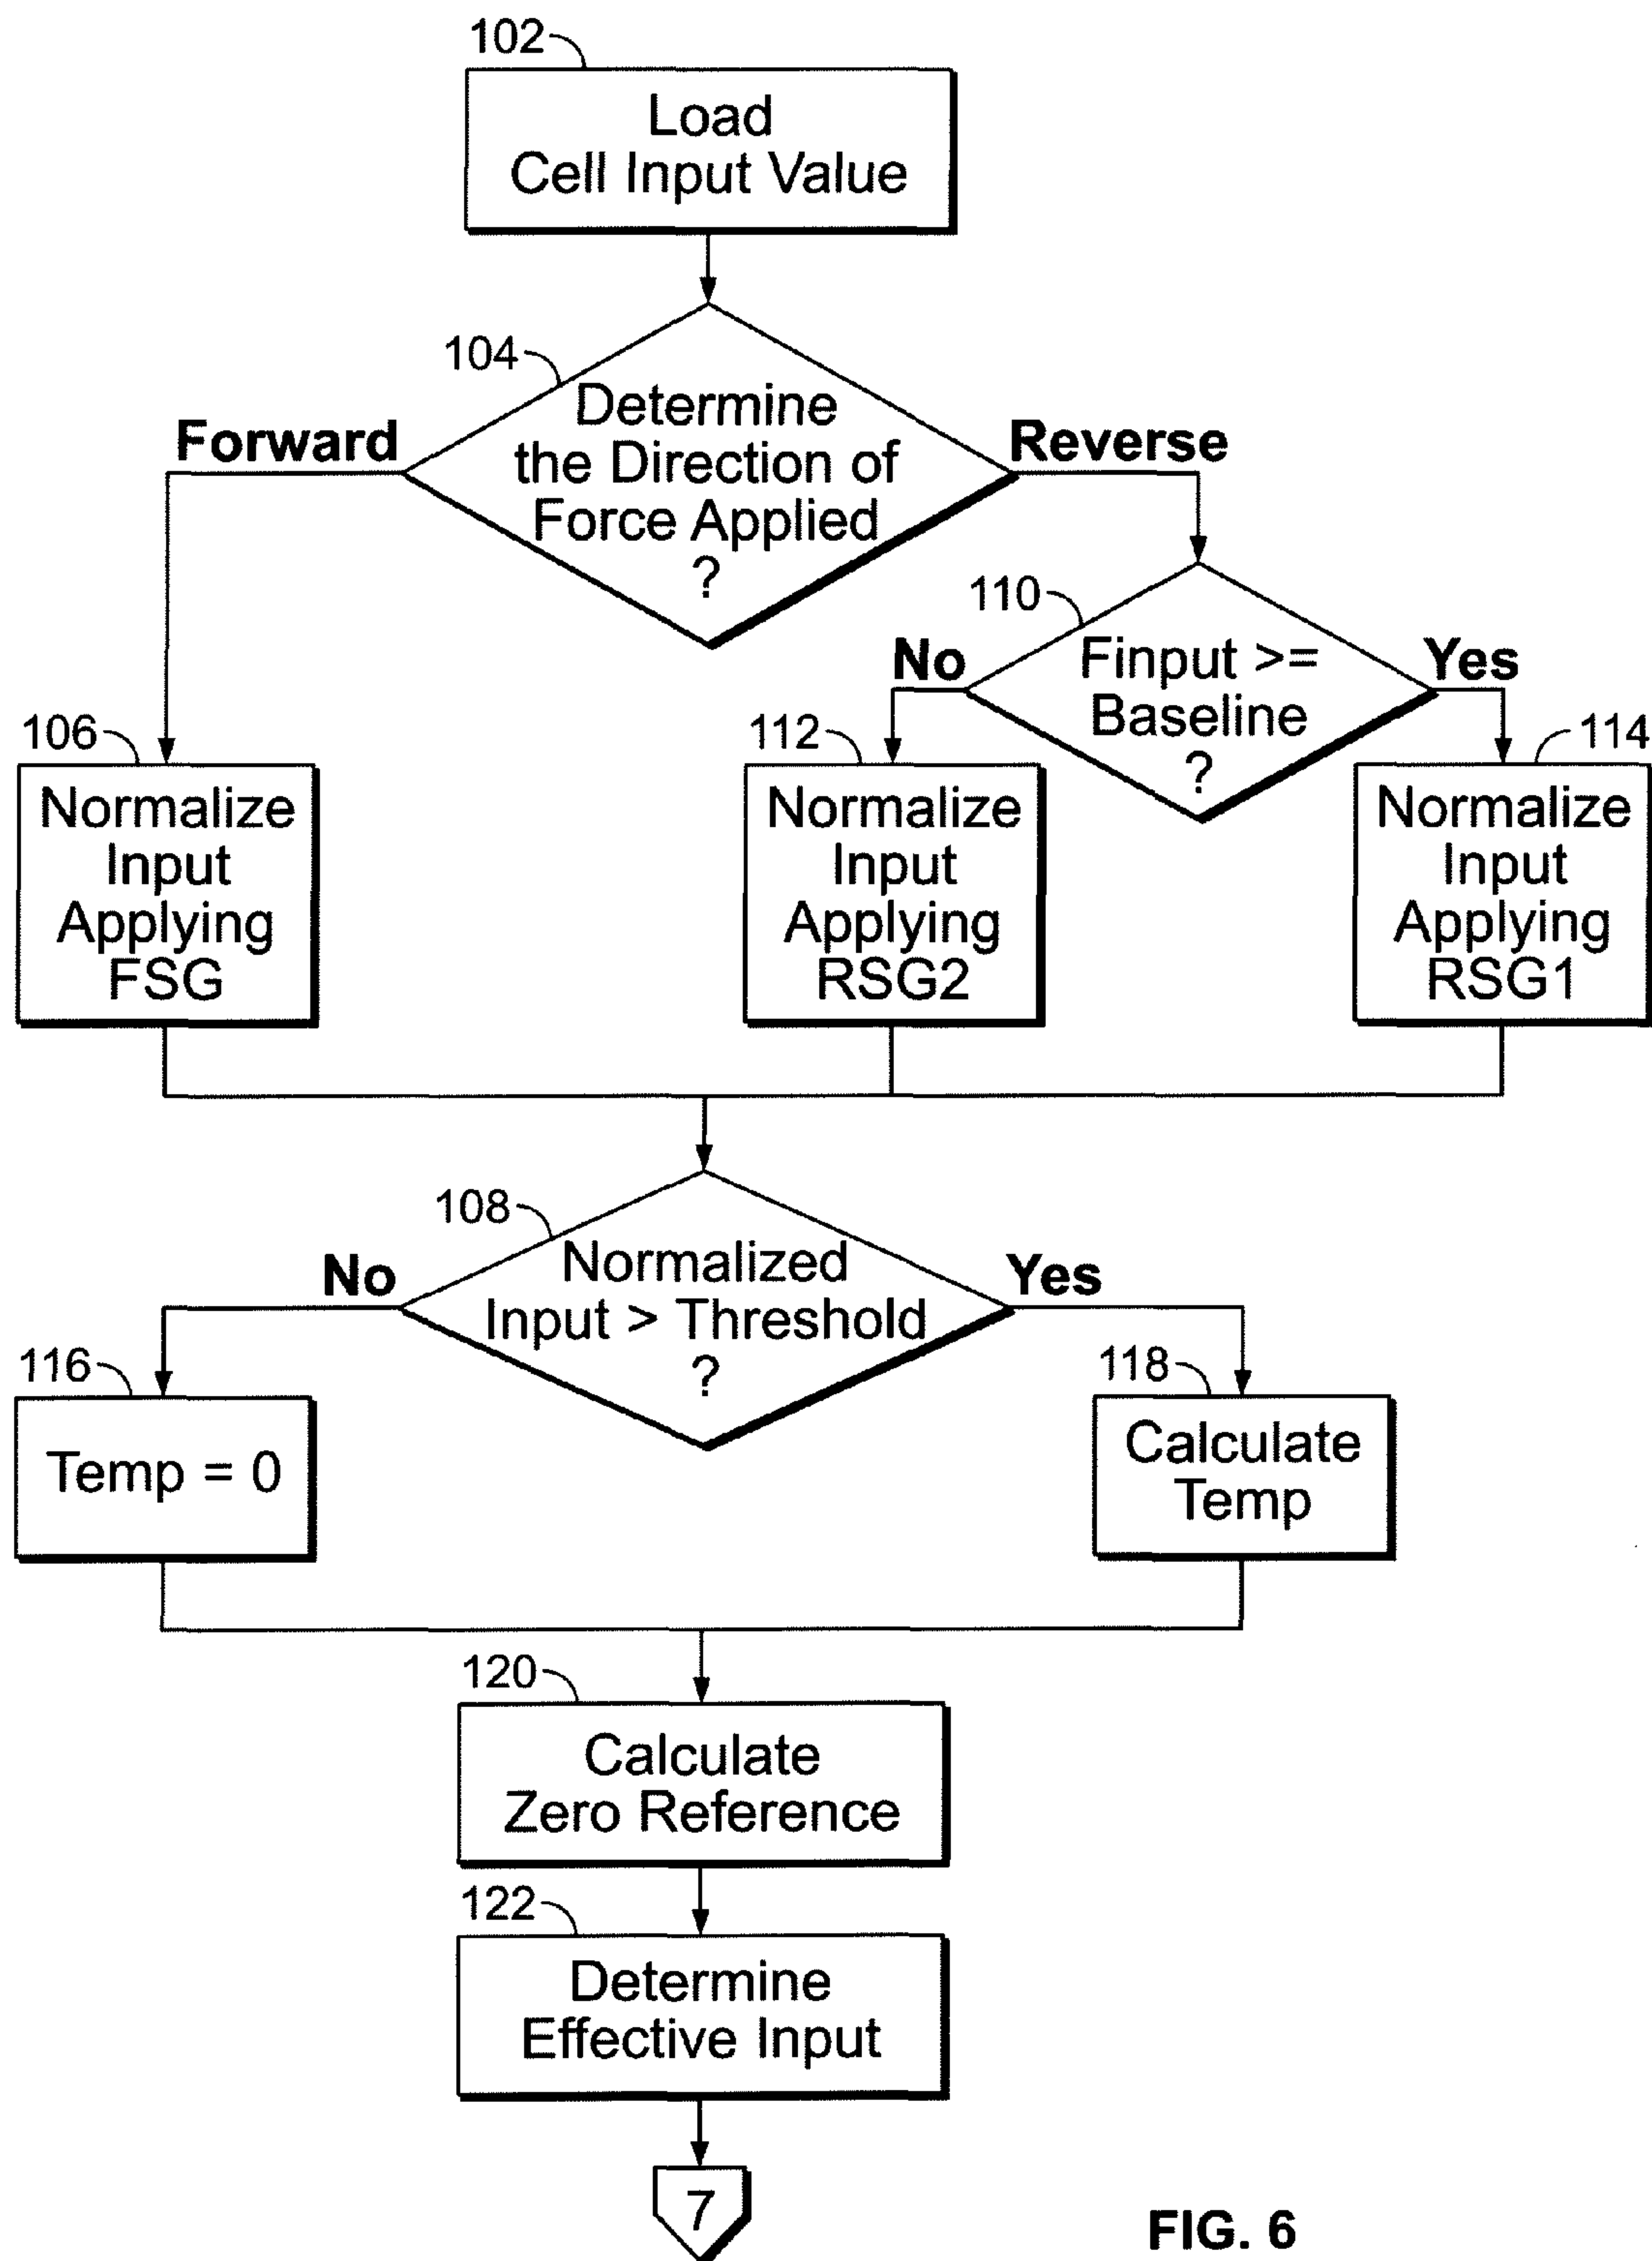 102
Load
Cell Input Value
104
Determine
the Direction of
Force Applied
?
Forward
Reverse
110
Finput >=
Baseline
?
No
Yes
106
Normalize
Input
Applying
FSG
112
Normalize
Input
Applying
RSG2
114
Normalize
Input
Applying
RSG1
108
Normalized
Input > Threshold
?
No
Yes
116
Temp = 0
118
Calculate
Temp
120
Calculate
Zero Reference
122
Determine
Effective Input
7
FIG. 6